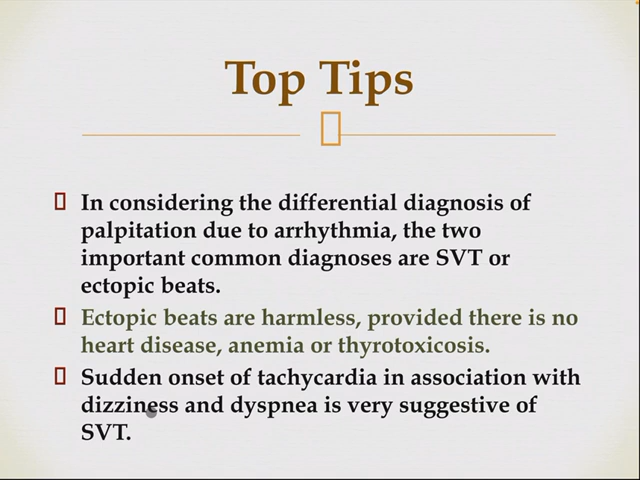 Top Tips
In considering the differential diagnosis of
palpitation due to arrhythmia, the two
important common diagnoses are SVT or
ectopic beats.
Ectopic beats are harmless, provided there is no
heart disease, anemia or thyrotoxicosis.
Sudden onset of tachycardia in association with
dizziness and dyspnea is very suggestive of
SVT.